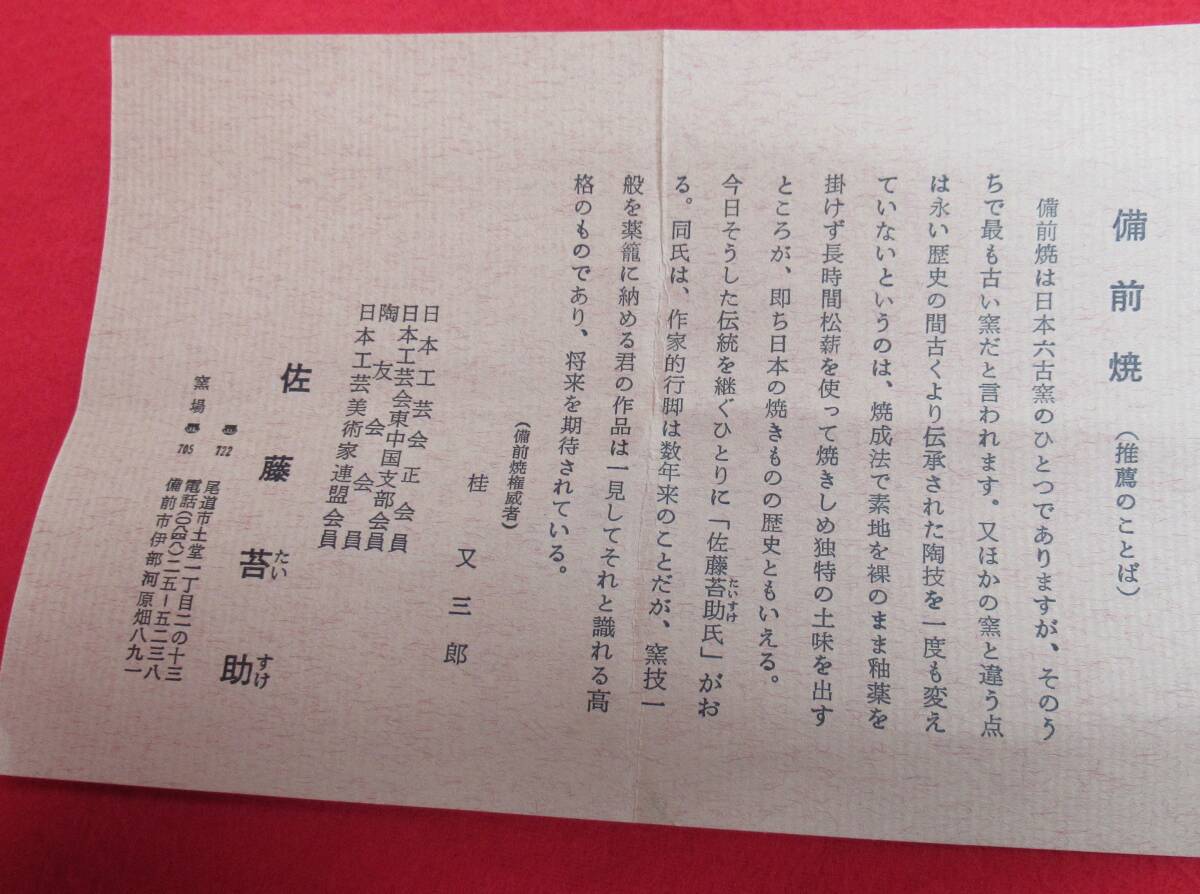 備前焼（推薦のことば）
備前焼は日本六古窯のひとつでありますが、そのう
ちで最も古い窯だと言われます。又ほかの窯と違う点
は永い歴史の間古くより伝承された陶技を一度も変え
ていないというのは、焼成法で素地を裸のまま釉薬を
掛けず長時間松薪を使って焼きしめ独特の土味を出す
ところが、即ち日本の焼きものの歴史ともいえる。
今日そうした伝統を継ぐひとりに「佐藤苔助氏」がお
たいすけ
る。同氏は、作家的行脚は数年来のことだが、窯技一
般を薬籠に納める君の作品は一見してそれと識れる高
格のものであり、将来を期待されている。
（備前焼権威者）
桂又三郎
日本工芸会正会員
日本工芸会東中国支部会員
陶友会会員
日本工芸美術家連盟会員
佐藤苔助
たいすけ
〒722 尾道市土堂一丁目二の十三
電話（〇八四八）二五ー五二三八
窯場 〒705 備前市伊部河原畑八九一